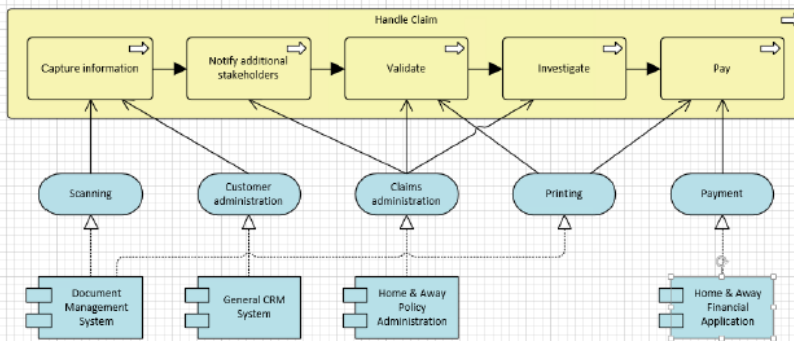 Handle Claim
Capture information
Notify additional
stakeholders
Validate
Investigate
Pay
Scanning
Customer
administration
Claims
administration
Printing
Payment
Document
Management
System
General CRM
System
Home & Away
Policy
Administration
Home & Away
Financial
Application